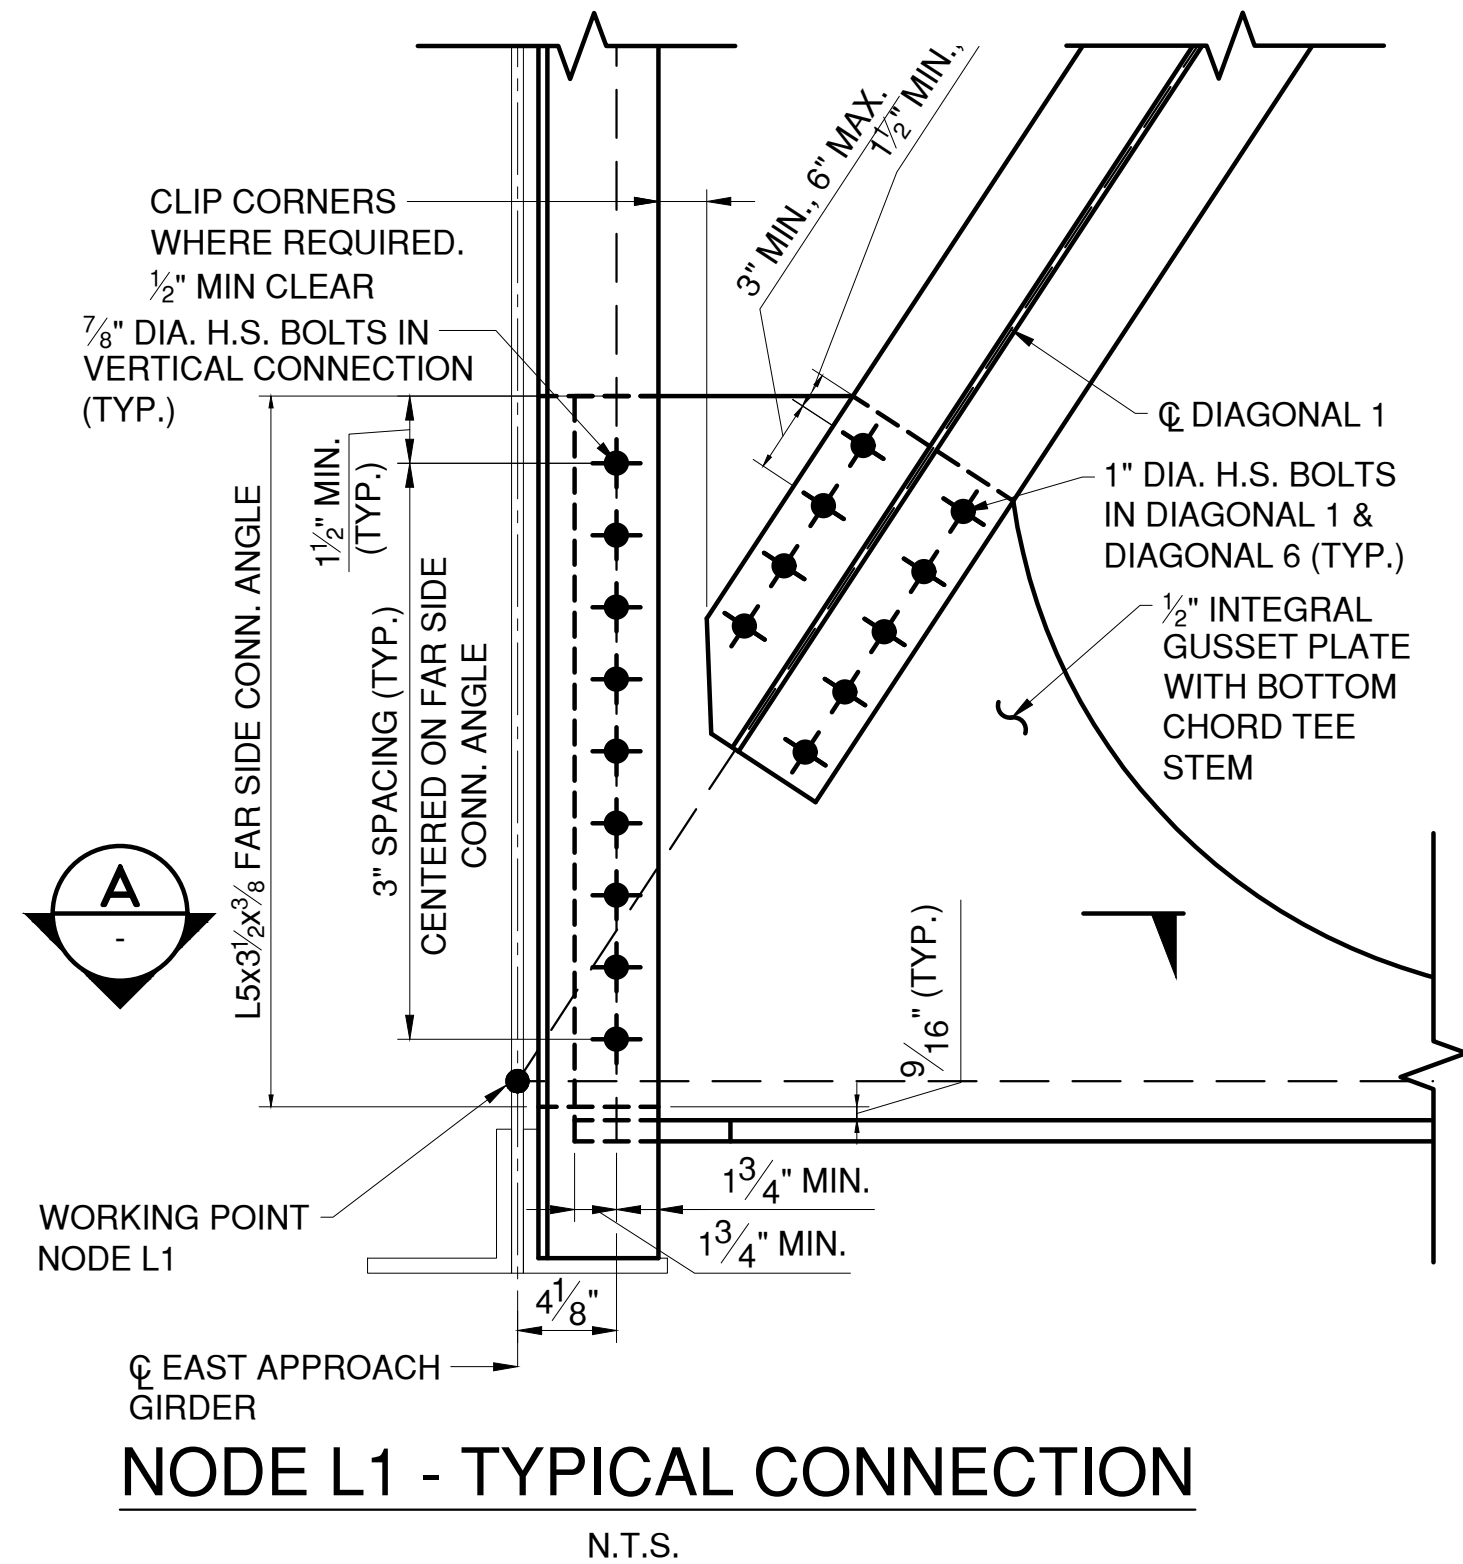 3" MIN., 6" MAX.
1½" MIN.,
CLIP CORNERS
WHERE REQUIRED.
½" MIN CLEAR
⅞" DIA. H.S. BOLTS IN
VERTICAL CONNECTION
(TYP.)
℄ DIAGONAL 1
1" DIA. H.S. BOLTS
IN DIAGONAL 1 &
DIAGONAL 6 (TYP.)
½" INTEGRAL
GUSSET PLATE
WITH BOTTOM
CHORD TEE
STEM
L5x3½x⅜ FAR SIDE CONN. ANGLE
1½" MIN.
(TYP.)
3" SPACING (TYP.)
CENTERED ON FAR SIDE
CONN. ANGLE
A
-
9/16" (TYP.)
1¾" MIN.
1¾" MIN.
WORKING POINT
NODE L1
4⅛"
℄ EAST APPROACH
GIRDER
NODE L1 - TYPICAL CONNECTION
N.T.S.